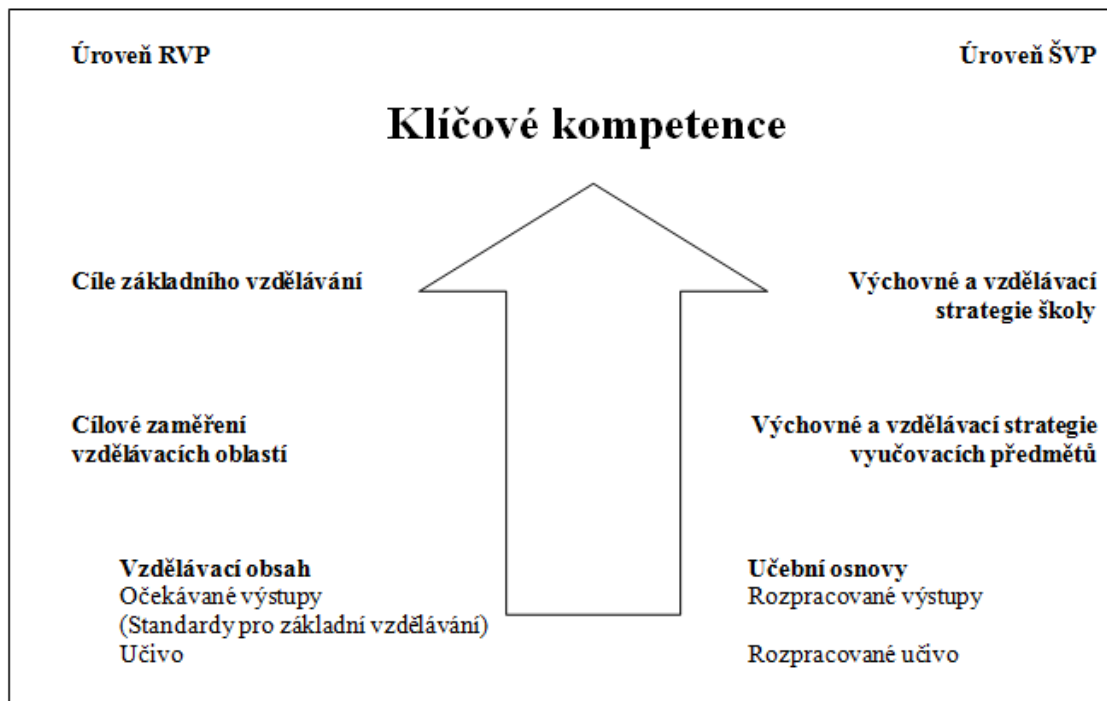 Úroveň RVP
Úroveň ŠVP
Klíčové kompetence
Cíle základního vzdělávání
Výchovné a vzdělávací
strategie školy
Cílové zaměření
vzdělávacích oblastí
Výchovné a vzdělávací strategie
vyučovacích předmětů
Vzdělávací obsah
Očekávané výstupy
(Standardy pro základní vzdělávání)
Učivo
Učební osnovy
Rozpracované výstupy
Rozpracované učivo